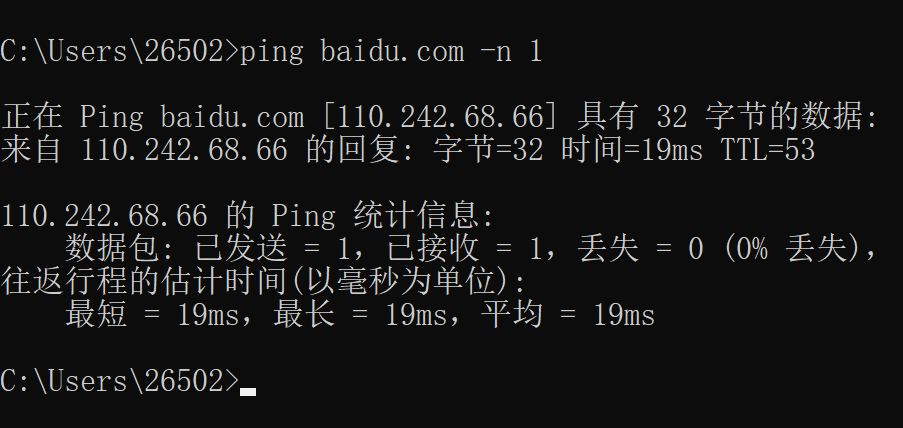 C:\Users\26502>ping baidu.com -n 1
正在 Ping baidu.com [110.242.68.66] 具有 32 字节的数据:
来自 110.242.68.66 的回复: 字节=32 时间=19ms TTL=53
110.242.68.66 的 Ping 统计信息:
数据包: 已发送 = 1，已接收 = 1，丢失 = 0 (0% 丢失)，
往返行程的估计时间(以毫秒为单位):
最短 = 19ms，最长 = 19ms，平均 = 19ms
C:\Users\26502>